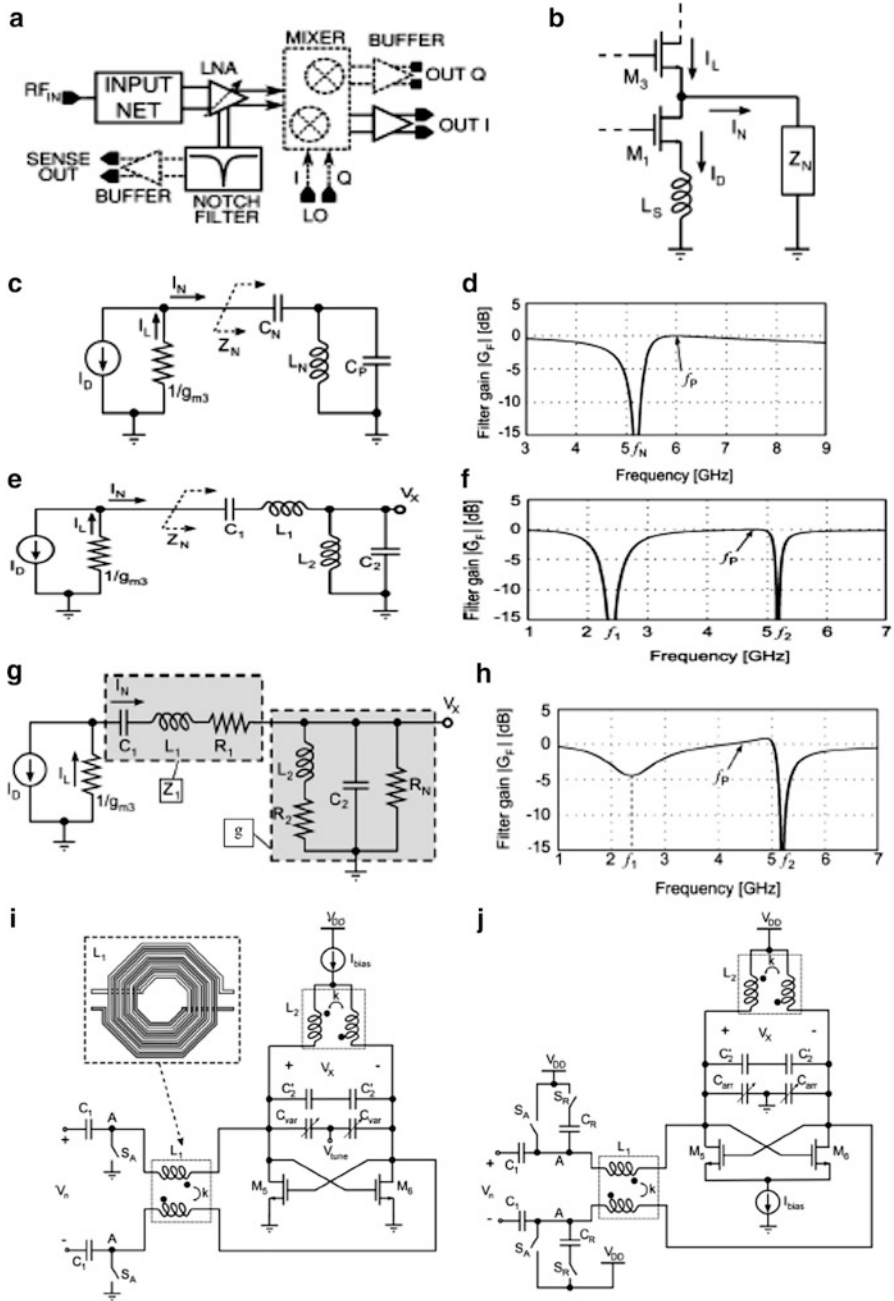 a
MIXER
BUFFER
LNA
OUT Q
RF_IN
INPUT NET
OUT I
SENSE OUT
BUFFER
NOTCH FILTER
I
Q
LO
b
M_3
I_L
I_N
M_1
I_D
Z_N
L_S
c
I_N
I_L
Z_N
C_N
L_N
C_P
I_D
1/g_m3
d
Filter gain |G_F| [dB]
5
0
-5
-10
-15
f_P
3 4 5 f_N 6 7 8 9
Frequency [GHz]
e
I_N
V_X
I_L
Z_N
C_1
L_1
L_2
C_2
I_D
1/g_m3
f
Filter gain |G_F| [dB]
5
0
-5
-10
-15
f_P
1 2 f_1 3 4 5 f_2 6 7
Frequency [GHz]
g
I_N
V_X
C_1
L_1
R_1
I_L
I_D
1/g_m3
Z_1
L_2
R_2
C_2
R_N
g
h
Filter gain |G_F| [dB]
5
0
-5
-10
-15
f_P
1 2 f_1 3 4 5 f_2 6 7
Frequency [GHz]
i
L_1
V_DD
I_bias
L_2
k
+ V_X -
C'_2 C'_2
C_var C_var
V_tune
C_1
A
+
S_A
L_1
V_n
k
M_5 M_6
-
A
C_1
S_A
j
V_DD
L_2
k
+ V_X -
C'_2 C'_2
C_arr C_arr
V_DD
S_A
S_R
C_R
L_1
+
C_1
A
M_5 M_6
V_n
k
C_1
A
-
I_bias
S_A
C_R
S_R
V_DD